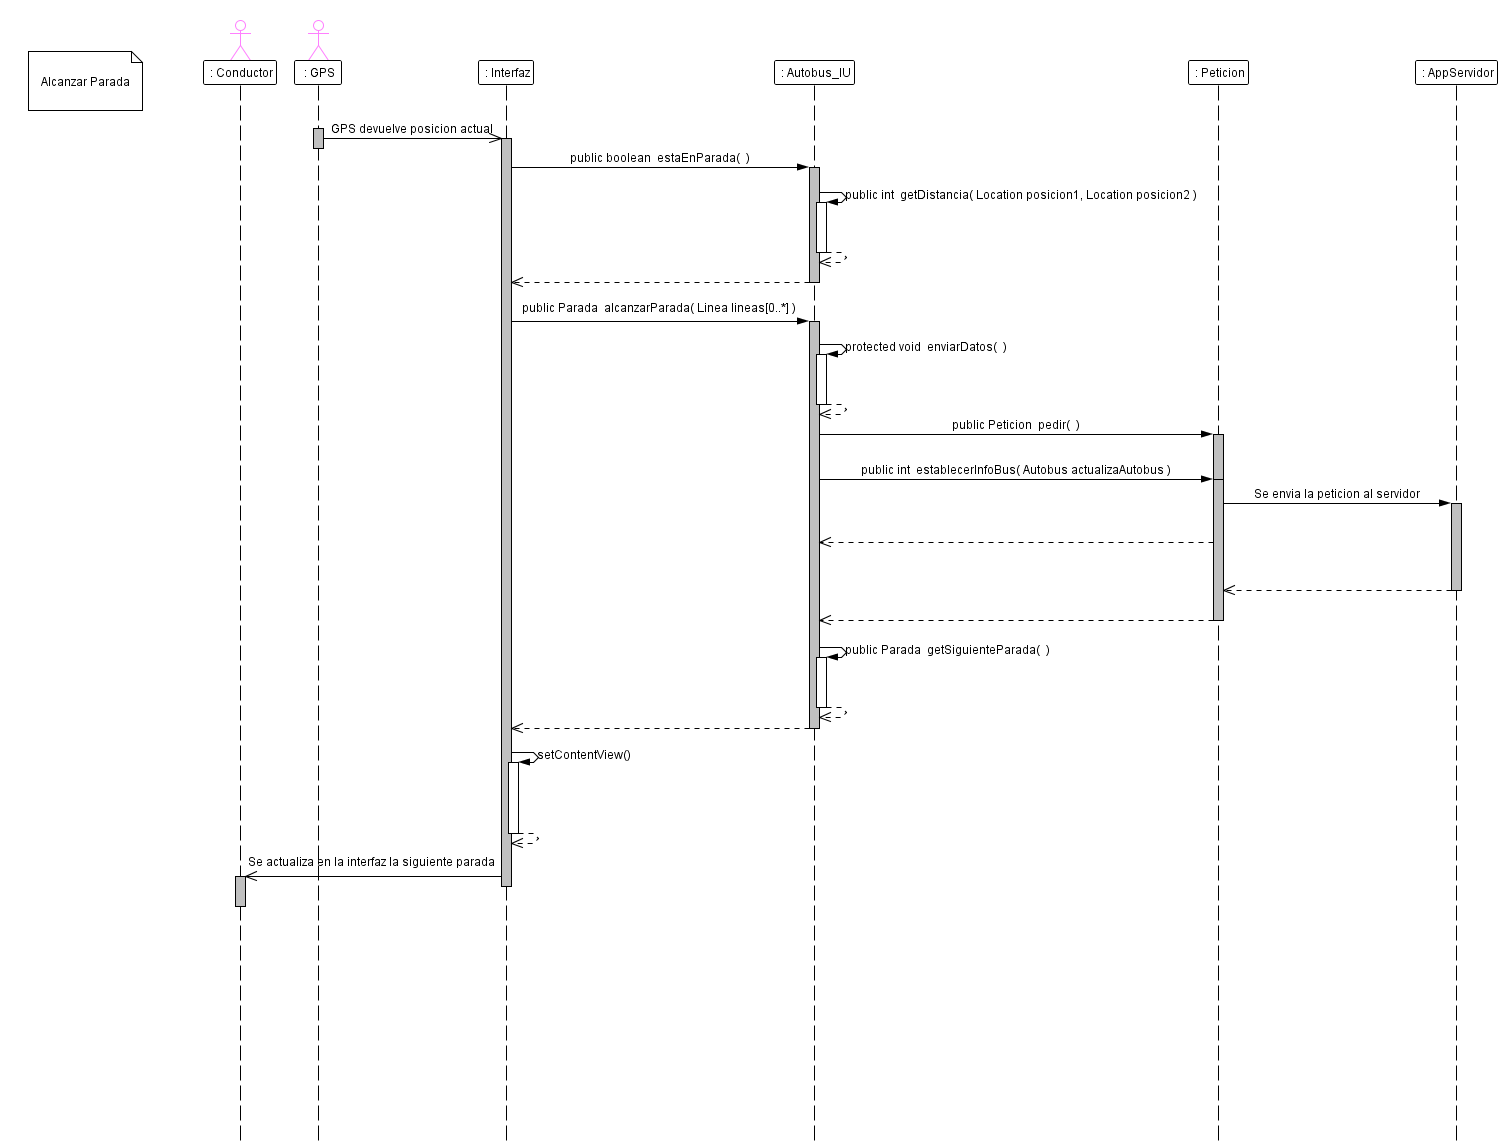 Alcanzar Parada
: Conductor
: GPS
: Interfaz
: Autobus_IU
: Peticion
: AppServidor
GPS devuelve posicion actual
public boolean estaEnParada( )
public int getDistancia( Location posicion1, Location posicion2 )
public Parada alcanzarParada( Linea lineas[0..*] )
protected void enviarDatos( )
public Peticion pedir( )
public int establecerInfoBus( Autobus actualizaAutobus )
Se envia la peticion al servidor
public Parada getSiguienteParada( )
setContentView()
Se actualiza en la interfaz la siguiente parada